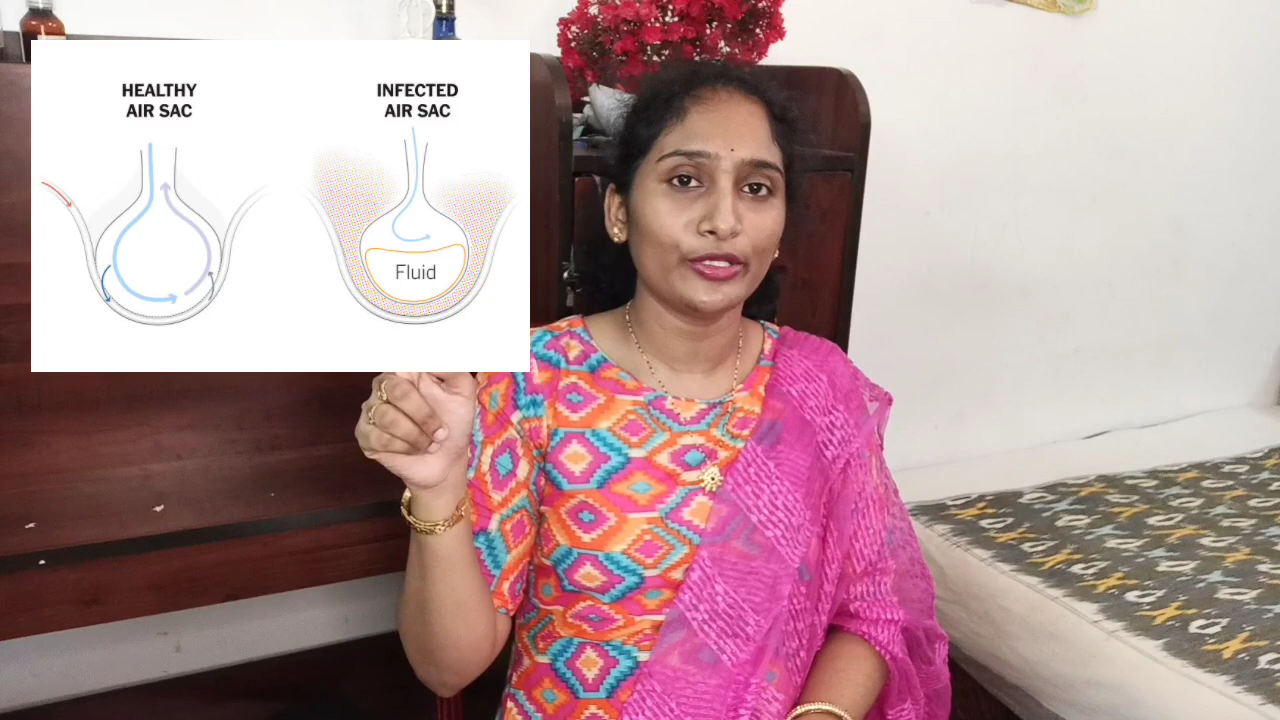 HEALTHY
AIR SAC
INFECTED
AIR SAC
Fluid